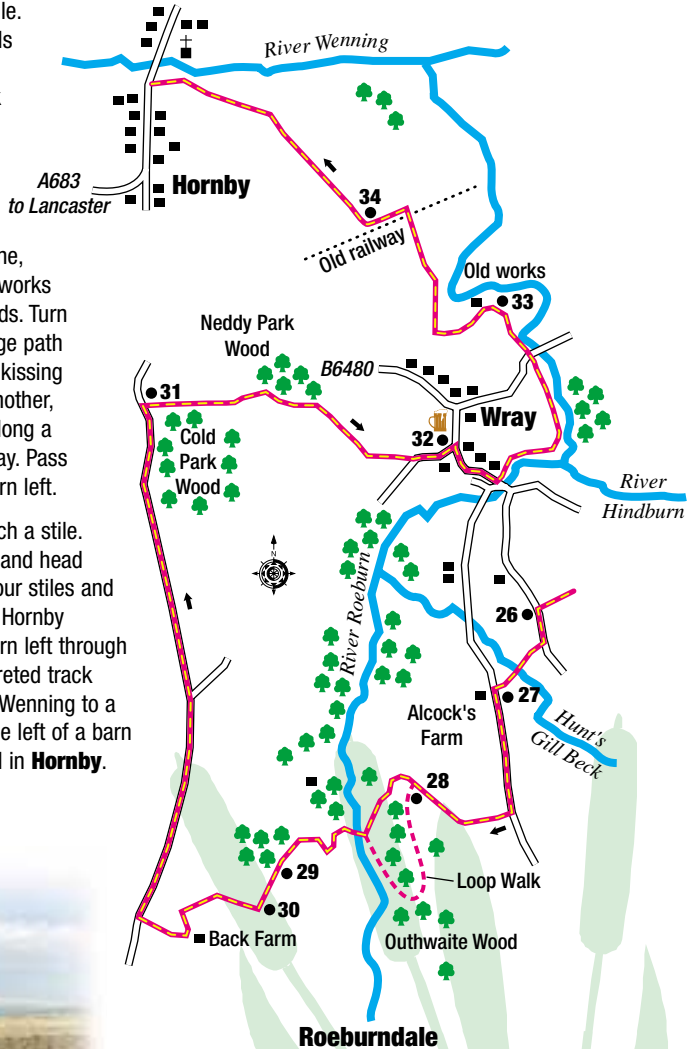 le.
ls
k
ne,
works
ds. Turn
ge path
kissing
nother,
long a
ay. Pass
rn left.
ch a stile.
and head
our stiles and
Hornby
rn left through
reted track
Wenning to a
e left of a barn
d in Hornby.
River Wenning
A683
to Lancaster
Hornby
34
Old railway
Old works
33
Neddy Park
Wood
B6480
31
Cold
Park
Wood
Wray
32
River
Hindburn
River Roeburn
26
27
Alcock's
Farm
Hunt's
Gill Beck
28
Loop Walk
29
30
Back Farm
Outhwaite Wood
Roeburndale